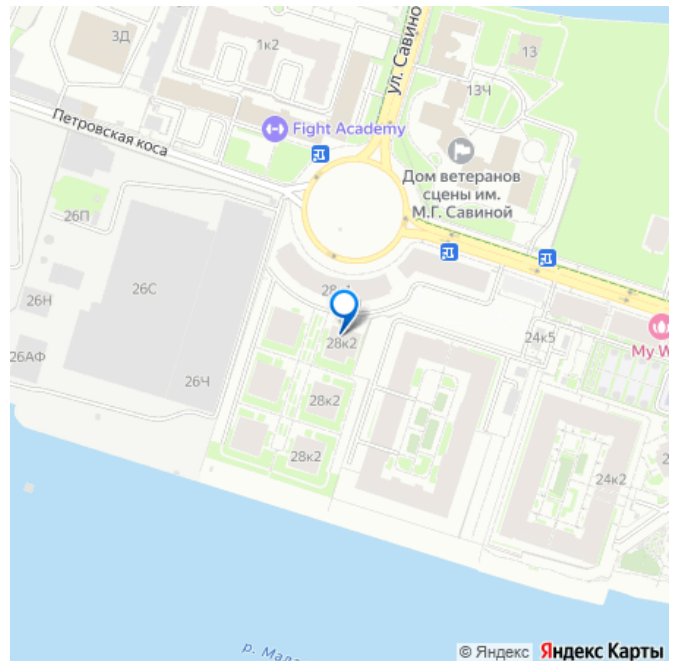 3Д
1к2
ул. Савино
13
13Ч
Петровская коса
Fight Academy
Дом ветеранов
сцены им.
М.Г. Савиной
26П
26С
26Н
26АФ
26Ч
28к2
24к5
My W
28к2
28к2
24к2
© Яндекс Яндекс Карты